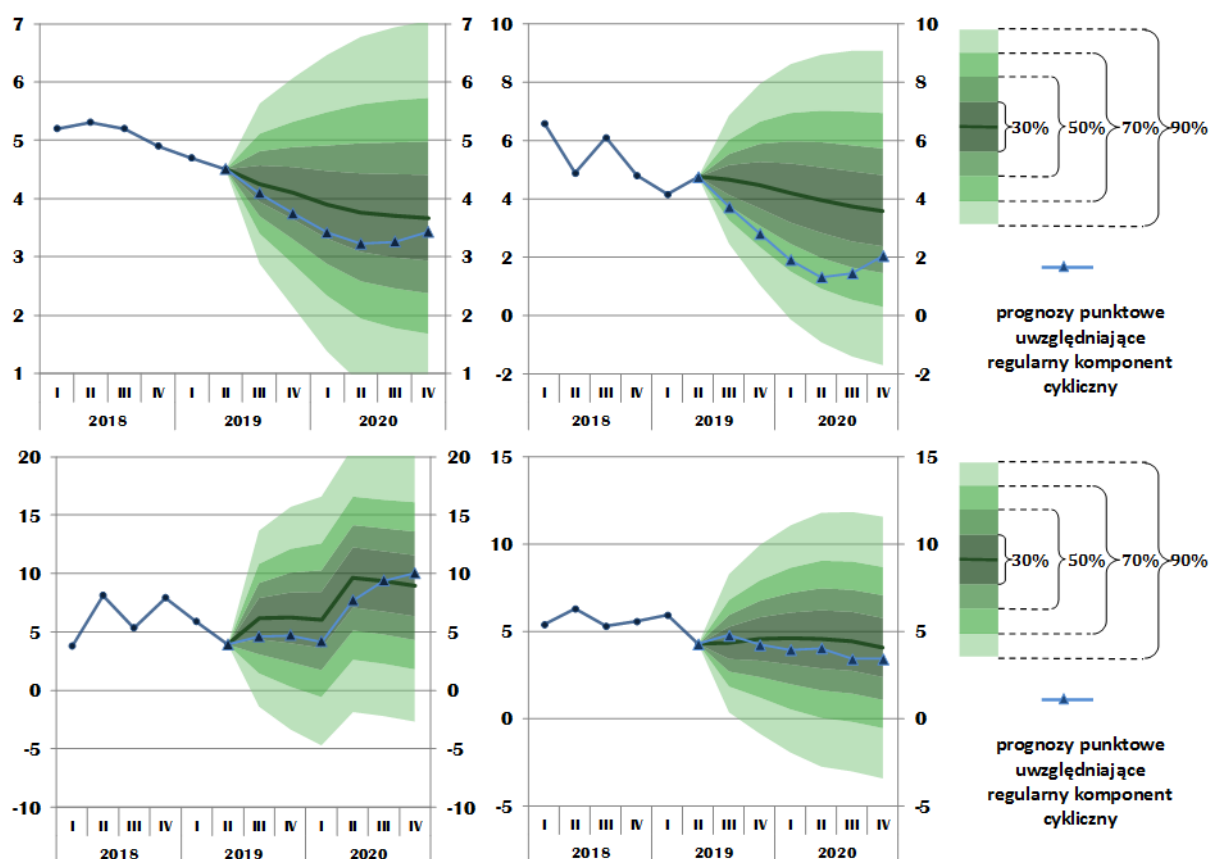 7 7 10 10
6 6 8 8
5 5 6 6
4 4 4 4
3 3 2 2
2 2 0 0
1 1 -2 -2
I II III IV I II III IV I II III IV I II III IV I II III IV I II III IV
2018 2019 2020 2018 2019 2020
30% 50% 70% 90%
prognozy punktowe
uwzględniające
regularny komponent
cykliczny
20 20 15 15
15 15 10 10
10 10 5 5
5 5 0 0
0 0 -5 -5
-5 -5
-10 -10
I II III IV I II III IV I II III IV I II III IV I II III IV I II III IV
2018 2019 2020 2018 2019 2020
30% 50% 70% 90%
prognozy punktowe
uwzględniające
regularny komponent
cykliczny